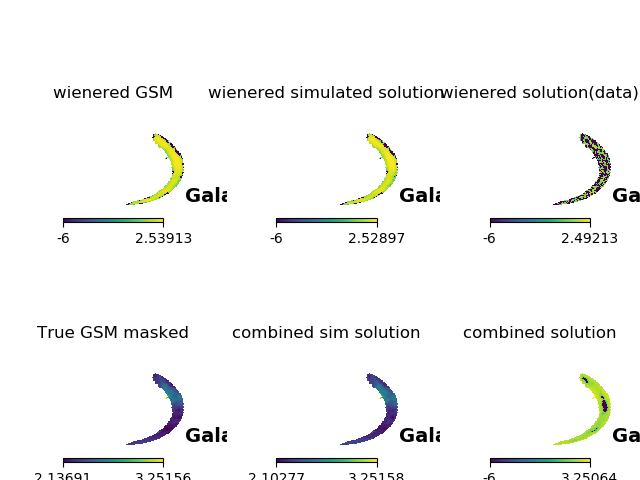 wienered GSM
wienered simulated solution
wienered solution(data)
Gala
Gala
Ga
-6 2.53913
-6 2.52897
-6 2.49213
True GSM masked
combined sim solution
combined solution
Gala
Gala
Ga
2.13691 3.25156
2.10277 3.25158
-6 3.25064